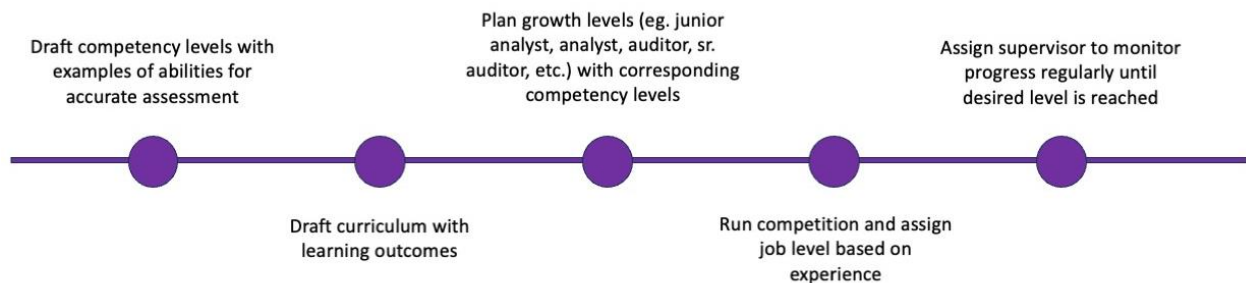 Draft competency levels with
examples of abilities for
accurate assessment
Draft curriculum with
learning outcomes
Plan growth levels (eg. junior
analyst, analyst, auditor, sr.
auditor, etc.) with corresponding
competency levels
Run competition and assign
job level based on
experience
Assign supervisor to monitor
progress regularly until
desired level is reached